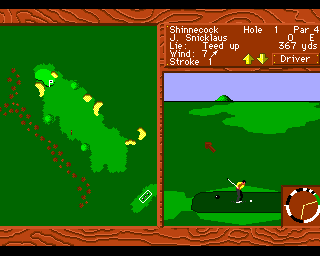 Shinnecock Hole 1 Par 4
J. Snicklaus 0 E
Lie: Teed up 367 yds
Wind: 7
Stroke 1 Driver